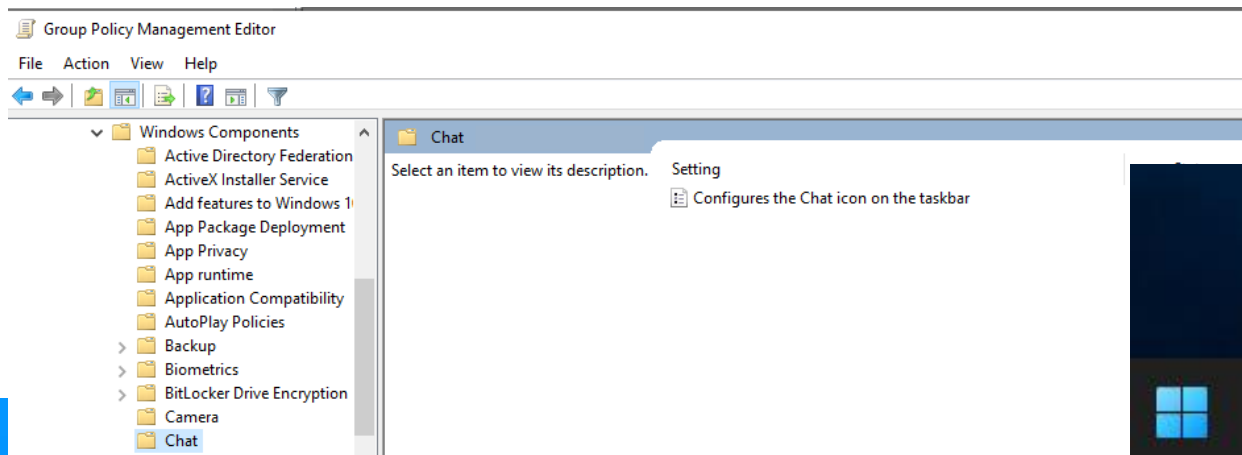 Group Policy Management Editor
File Action View Help
Windows Components
Active Directory Federation
ActiveX Installer Service
Add features to Windows 1
App Package Deployment
App Privacy
App runtime
Application Compatibility
AutoPlay Policies
Backup
Biometrics
BitLocker Drive Encryption
Camera
Chat
Chat
Select an item to view its description.
Setting
Configures the Chat icon on the taskbar